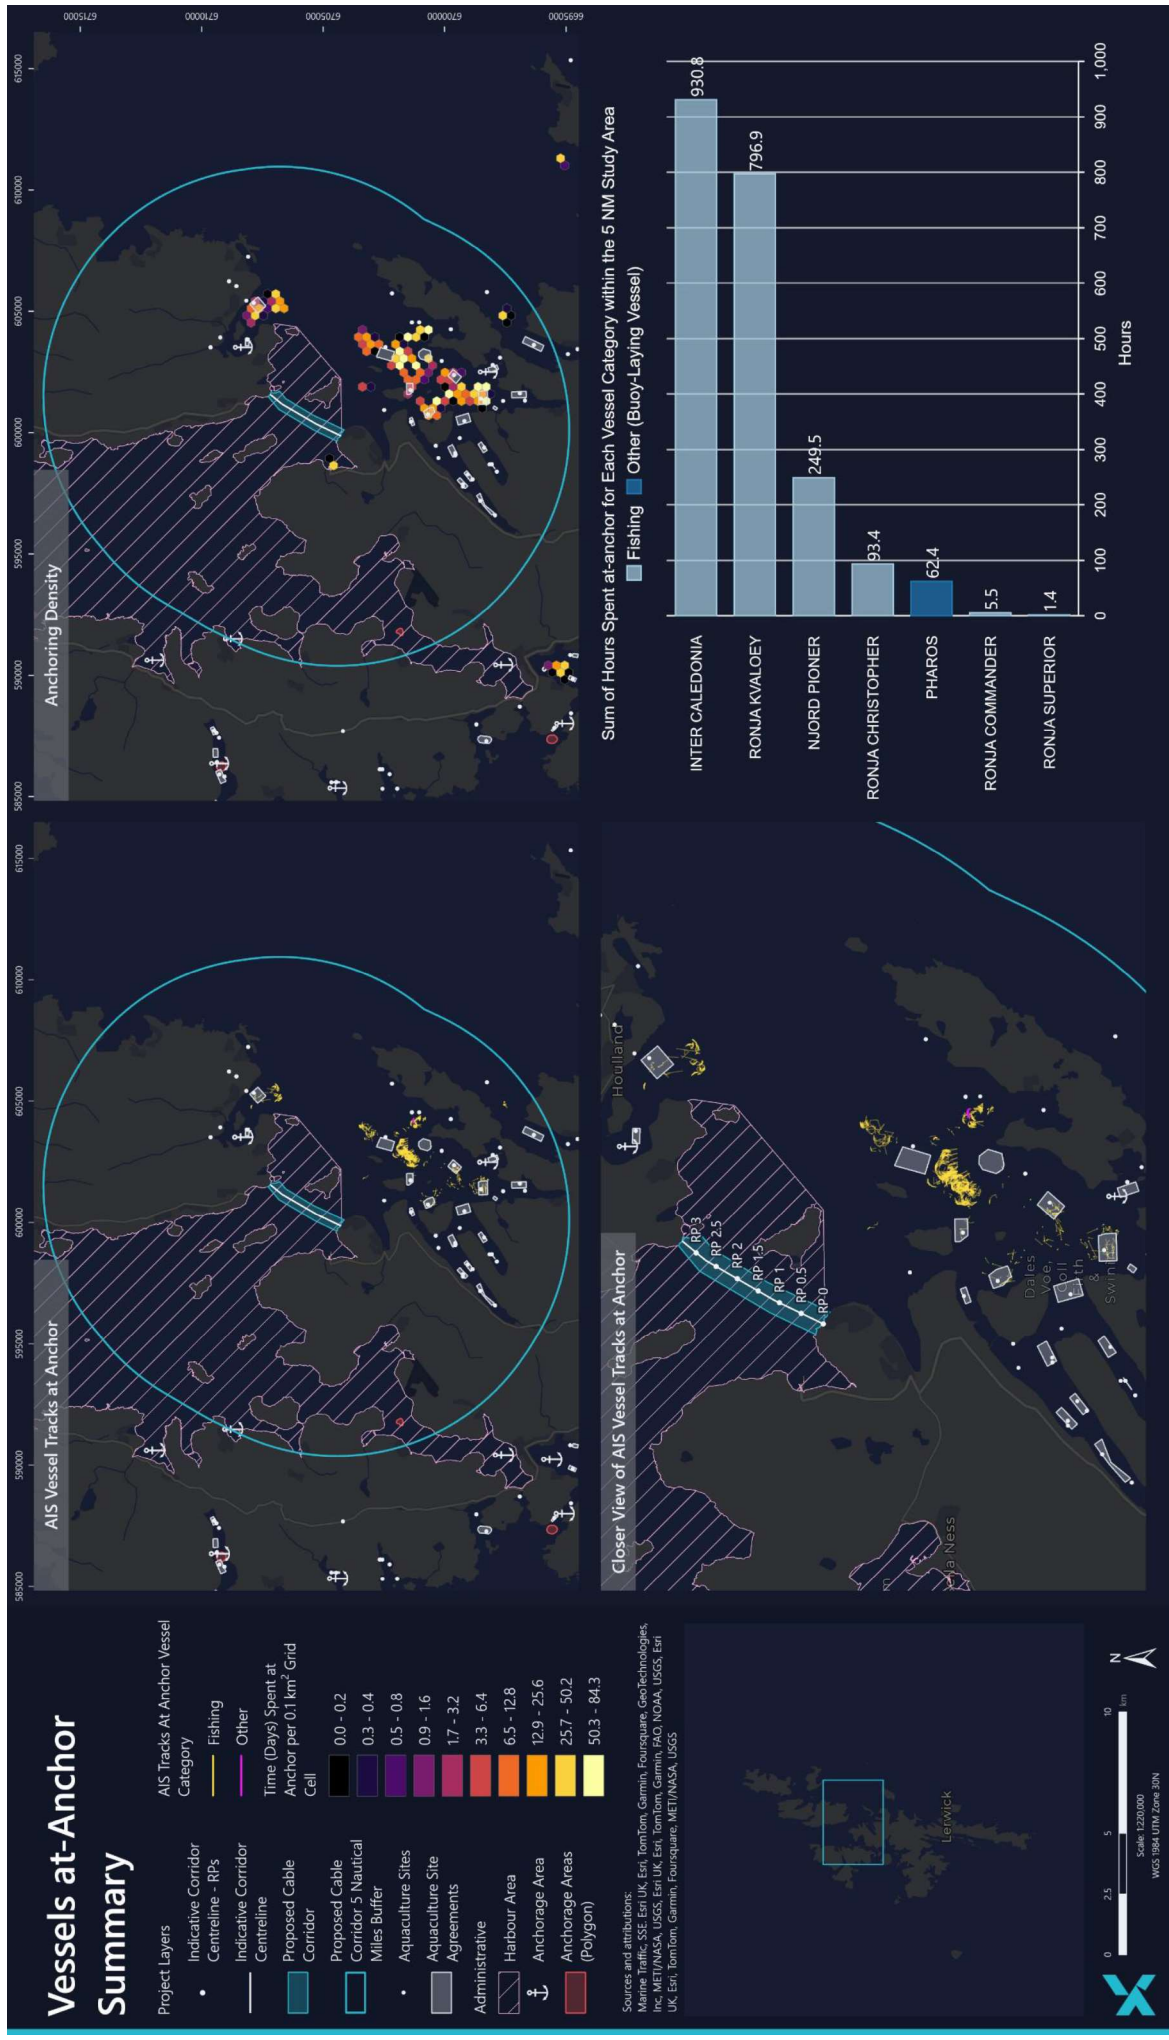 Vessels at-Anchor
Summary
Project Layers
Indicative Corridor
Centreline - RPs
Indicative Corridor
Centreline
Proposed Cable
Corridor
Proposed Cable
Corridor 5 Nautical
Miles Buffer
Aquaculture Sites
Aquaculture Site
Agreements
Administrative
Harbour Area
Anchorage Area
Anchorage Areas
(Polygon)
AIS Tracks At Anchor Vessel
Category
Fishing
Other
Time (Days) Spent at
Anchor per 0.1 km² Grid
Cell
0.0 - 0.2
0.3 - 0.4
0.5 - 0.8
0.9 - 1.6
1.7 - 3.2
3.3 - 6.4
6.5 - 12.8
12.9 - 25.6
25.7 - 50.2
50.3 - 84.3
Sources and attributions:
Marine Traffic, SSE. Esri UK, Esri, TomTom, Garmin, Foursquare, GeoTechnologies,
Inc, METI/NASA, USGS, Esri UK, Esri, TomTom, Garmin, FAO, NOAA, USGS, Esri
UK, Esri, TomTom, Garmin, Foursquare, METI/NASA, USGS
Lerwick
N
0 2.5 5 10
km
Scale: 1:220,000
WGS 1984 UTM Zone 30N
585000 590000 595000 600000 605000 610000 615000
AIS Vessel Tracks at Anchor
585000 590000 595000 600000 605000 610000 615000
6715000
6710000
6705000
6700000
6695000
Anchoring Density
Closer View of AIS Vessel Tracks at Anchor
Houlland
RP 3
RP 2.5
RP 2
RP 1.5
RP 1
RP 0.5
RP 0
Dales
Voe,
&
Ness
Sum of Hours Spent at-anchor for Each Vessel Category within the 5 NM Study Area
Fishing Other (Buoy-Laying Vessel)
INTER CALEDONIA 930.8
RONJA KVALOEY 796.9
NJORD PIONER 249.5
RONJA CHRISTOPHER 93.4
PHAROS 62.4
RONJA COMMANDER 5.5
RONJA SUPERIOR 1.4
0 100 200 300 400 500 600 700 800 900 1,000
Hours